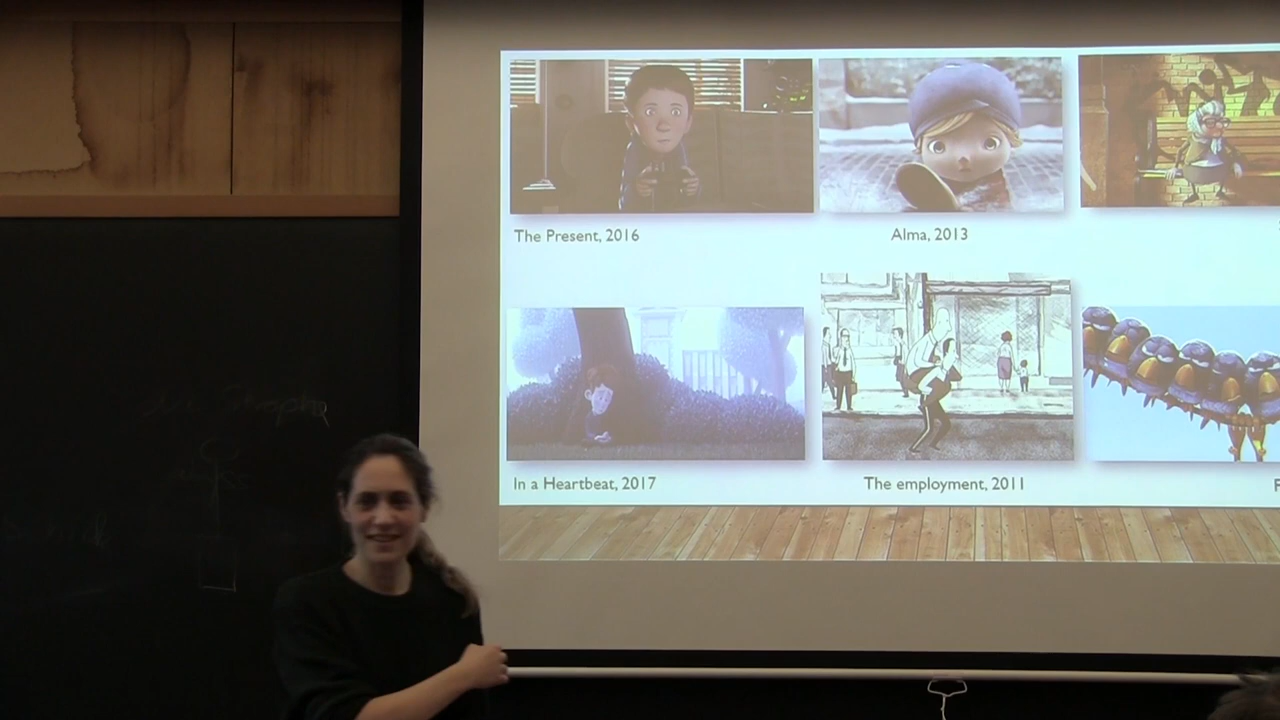 The Present, 2016
Alma, 2013
In a Heartbeat, 2017
The employment, 2011